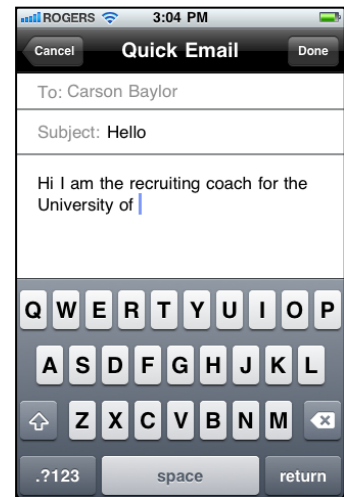 ROGERS 3:04 PM
Cancel Quick Email Done
To: Carson Baylor
Subject: Hello
Hi I am the recruiting coach for the
University of
Q W E R T Y U I O P
A S D F G H J K L
Z X C V B N M
.?123 space return